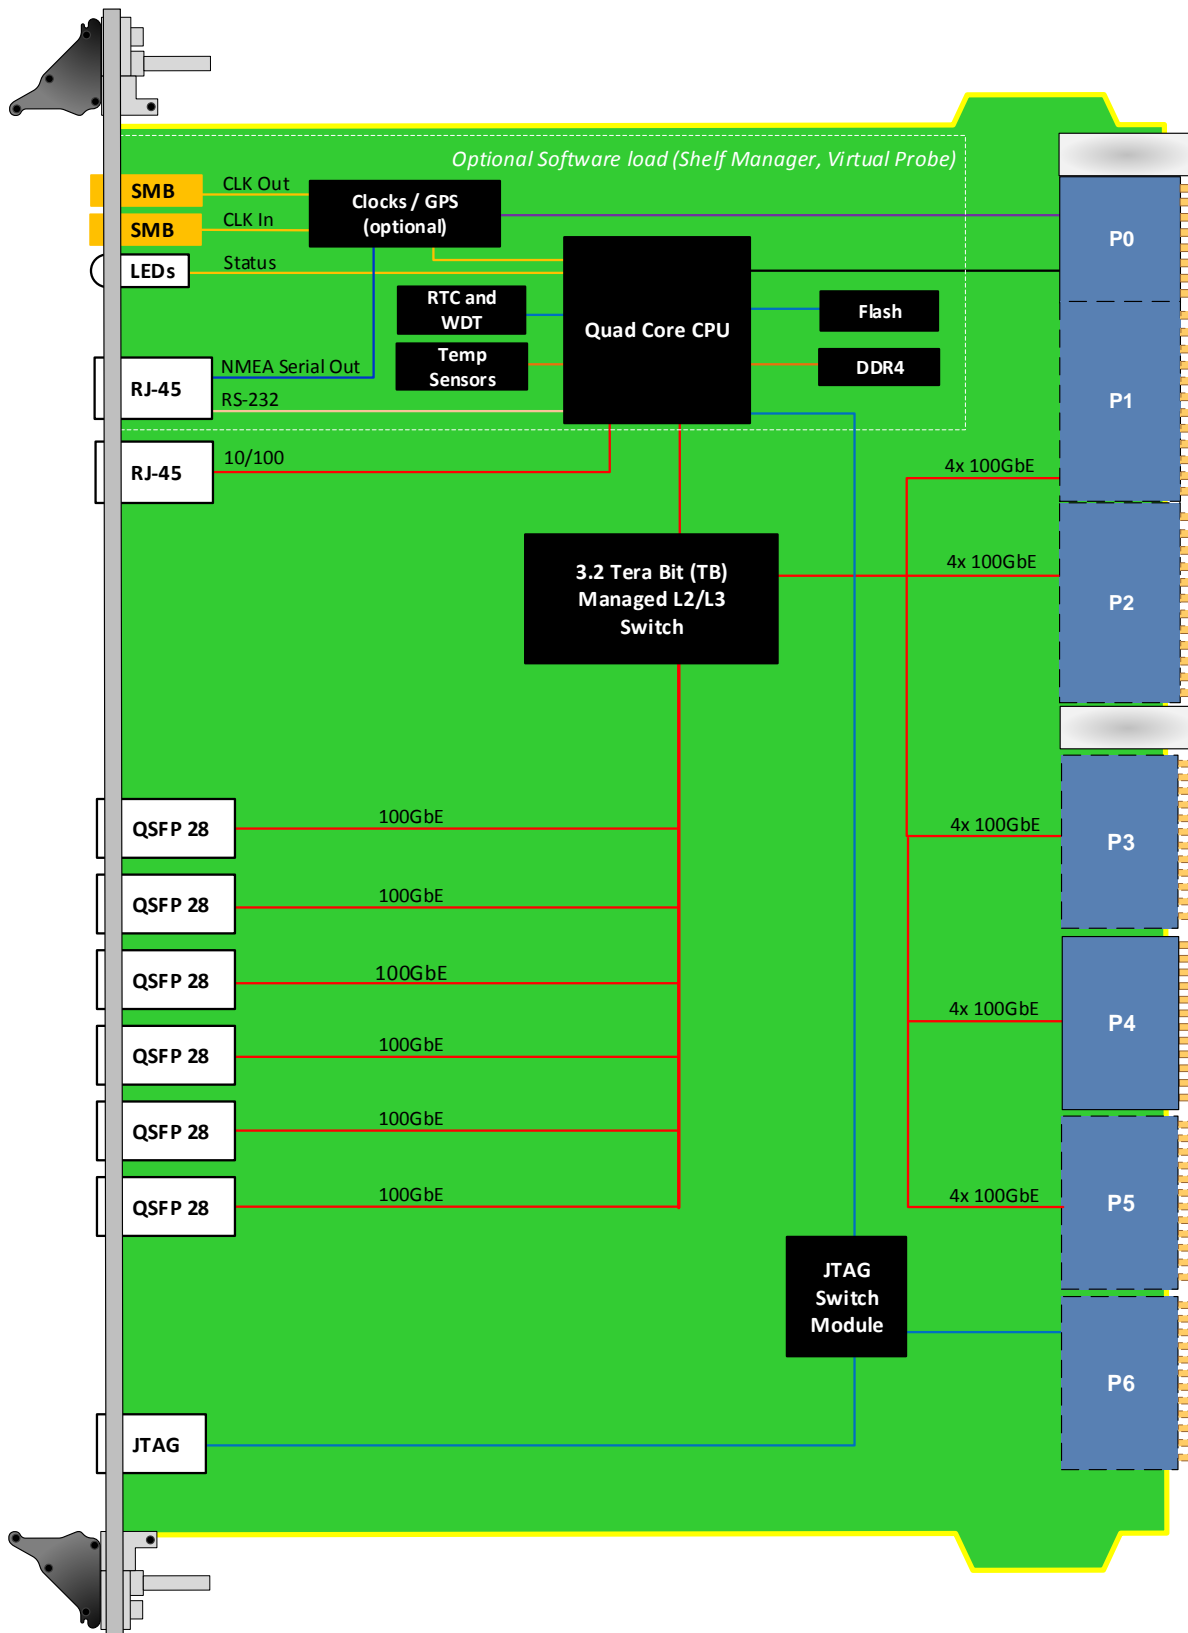 Optional Software load (Shelf Manager, Virtual Probe)
SMB
CLK Out
Clocks / GPS
(optional)
SMB
CLK In
P0
LEDs
Status
RTC and
WDT
Quad Core CPU
Flash
Temp
Sensors
DDR4
RJ-45
NMEA Serial Out
RS-232
P1
RJ-45
10/100
4x 100GbE
3.2 Tera Bit (TB)
Managed L2/L3
Switch
4x 100GbE
P2
QSFP 28
100GbE
4x 100GbE
P3
QSFP 28
100GbE
QSFP 28
100GbE
4x 100GbE
P4
QSFP 28
100GbE
QSFP 28
100GbE
QSFP 28
100GbE
4x 100GbE
P5
JTAG
Switch
Module
P6
JTAG